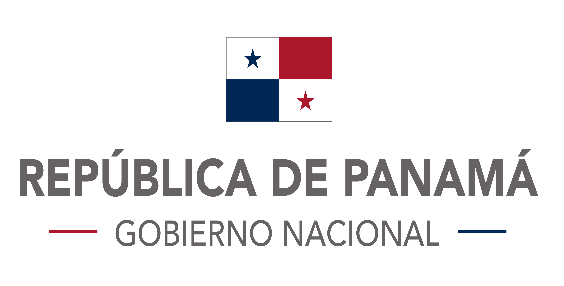 REPÚBLICA DE PANAMÁ
GOBIERNO NACIONAL